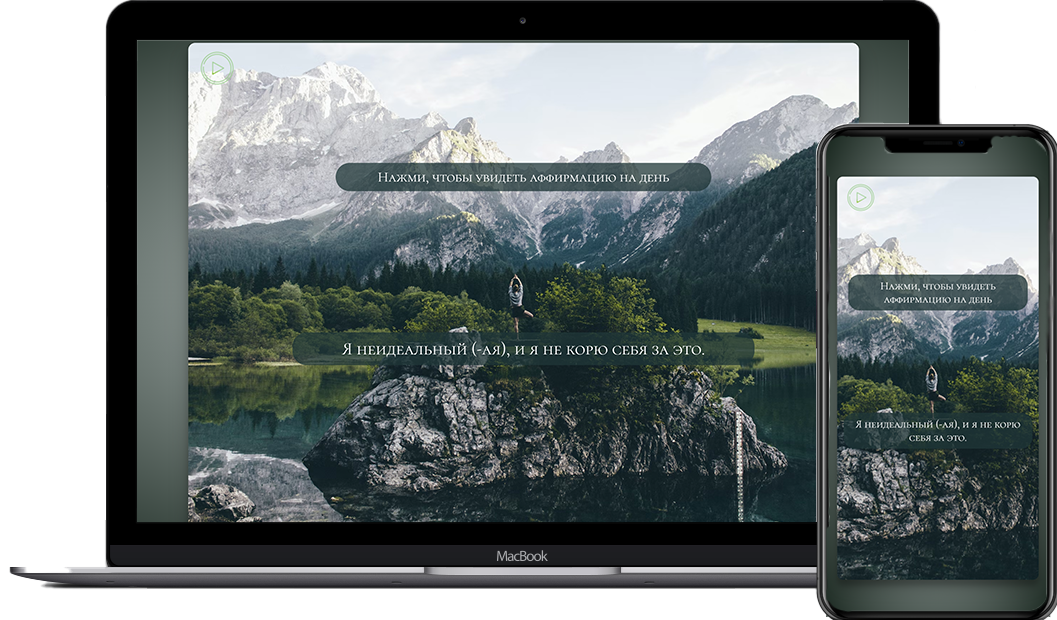 Нажми, чтобы увидеть аффирмацию на день
Я неидеальный (-ая), и я не корю себя за это.
MacBook
Нажми, чтобы увидеть
аффирмацию на день
Я неидеальный (-ая), и я не корю
себя за это.